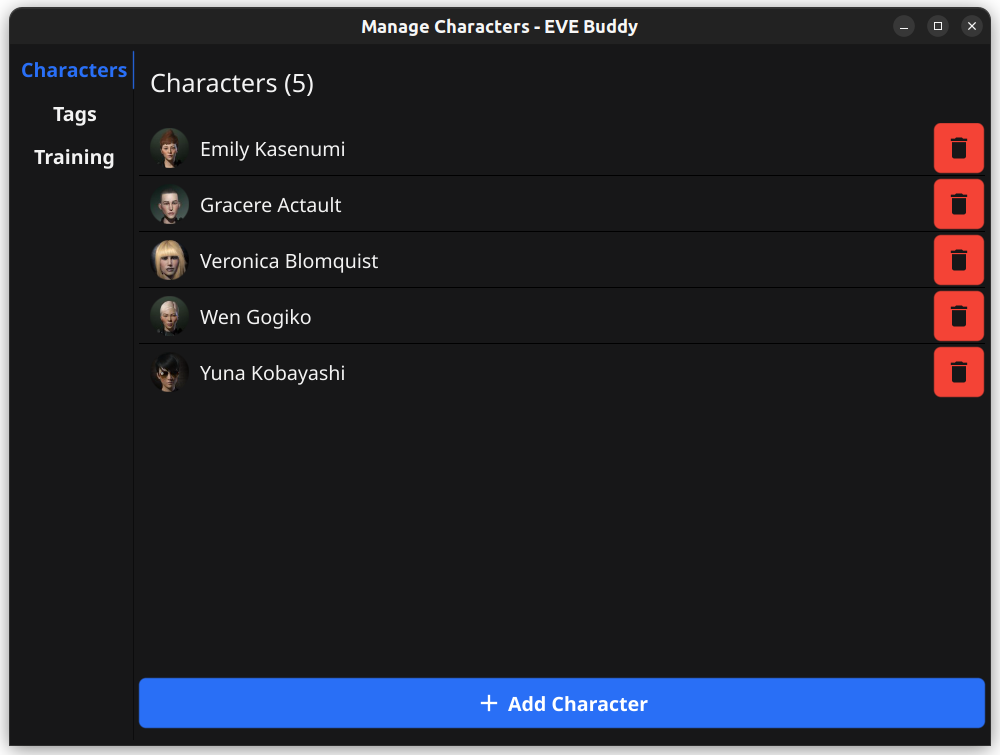 Manage Characters - EVE Buddy
Characters
Tags
Training
Characters (5)
Emily Kasenumi
Gracere Actault
Veronica Blomquist
Wen Gogiko
Yuna Kobayashi
+ Add Character